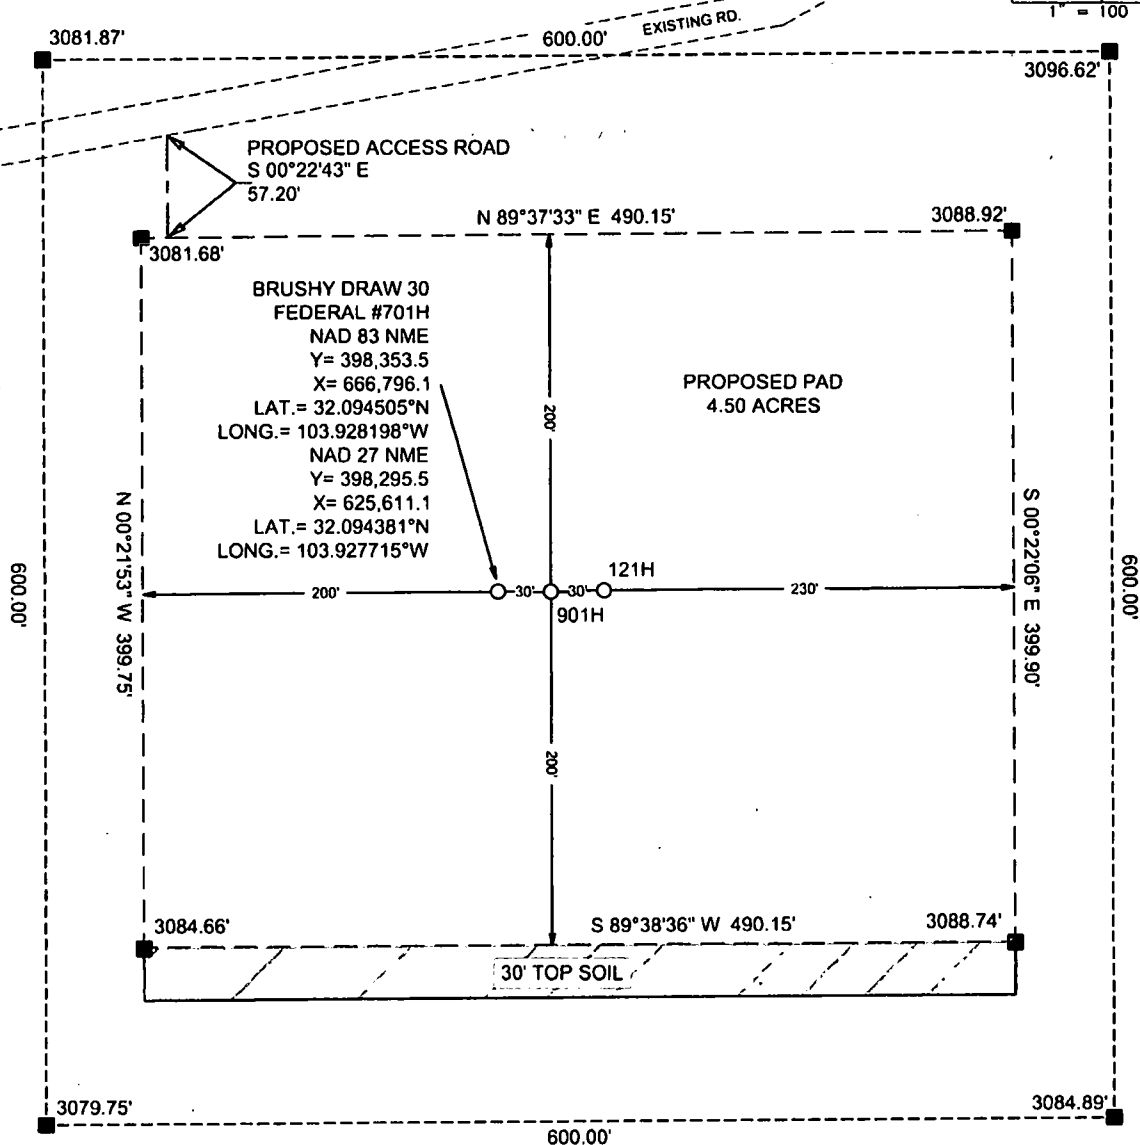 1" = 100
EXISTING RD.
600.00'
3081.87'
3096.62'
PROPOSED ACCESS ROAD
S 00°22'43" E
57.20'
N 89°37'33" E 490.15'
3088.92'
3081.68'
BRUSHY DRAW 30
FEDERAL #701H
NAD 83 NME
Y= 398,353.5
X= 666,796.1
LAT.= 32.094505°N
LONG.= 103.928198°W
NAD 27 NME
Y= 398,295.5
X= 625,611.1
LAT.= 32.094381°N
LONG.= 103.927715°W
PROPOSED PAD
4.50 ACRES
200'
600.00'
N 00°21'53" W 399.75'
S 00°22'06" E 399.90'
600.00'
121H
200'
30'
30'
230'
901H
200'
3084.66'
S 89°38'36" W 490.15'
3088.74'
30' TOP SOIL
3079.75'
3084.89'
600.00'